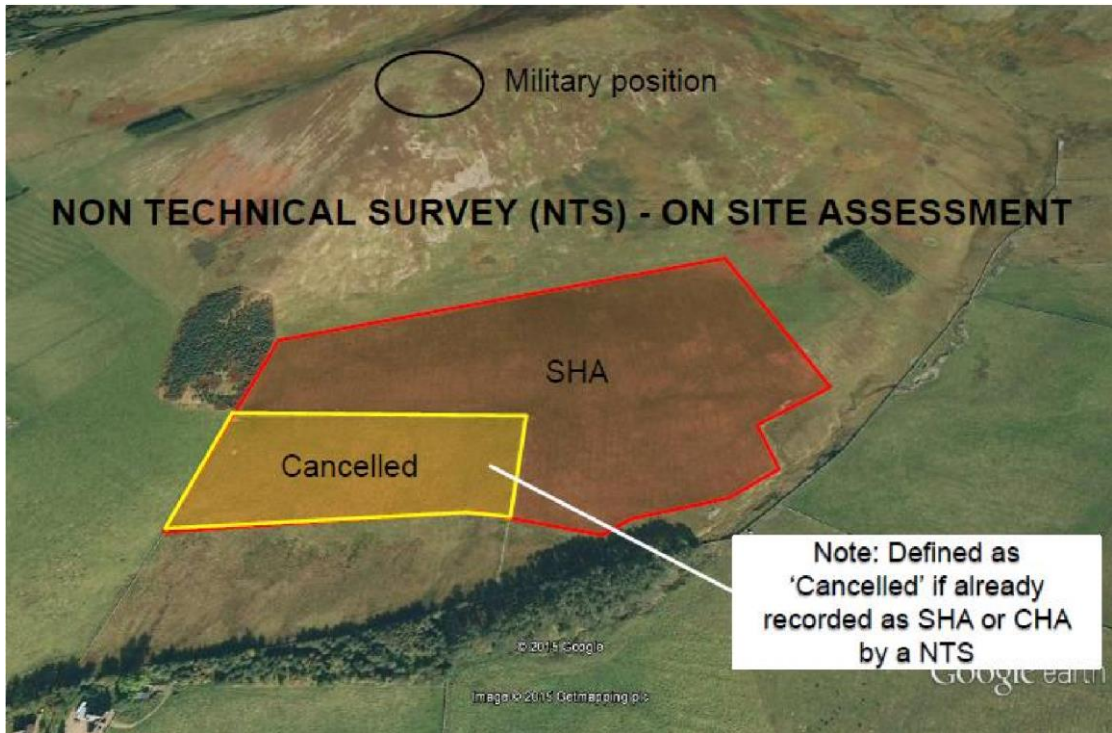 Military position
NON TECHNICAL SURVEY (NTS) - ON SITE ASSESSMENT
SHA
Cancelled
Note: Defined as
‘Cancelled’ if already
recorded as SHA or CHA
by a NTS
© 2015 Google
Google earth
Image © 2015 Getmapping plc